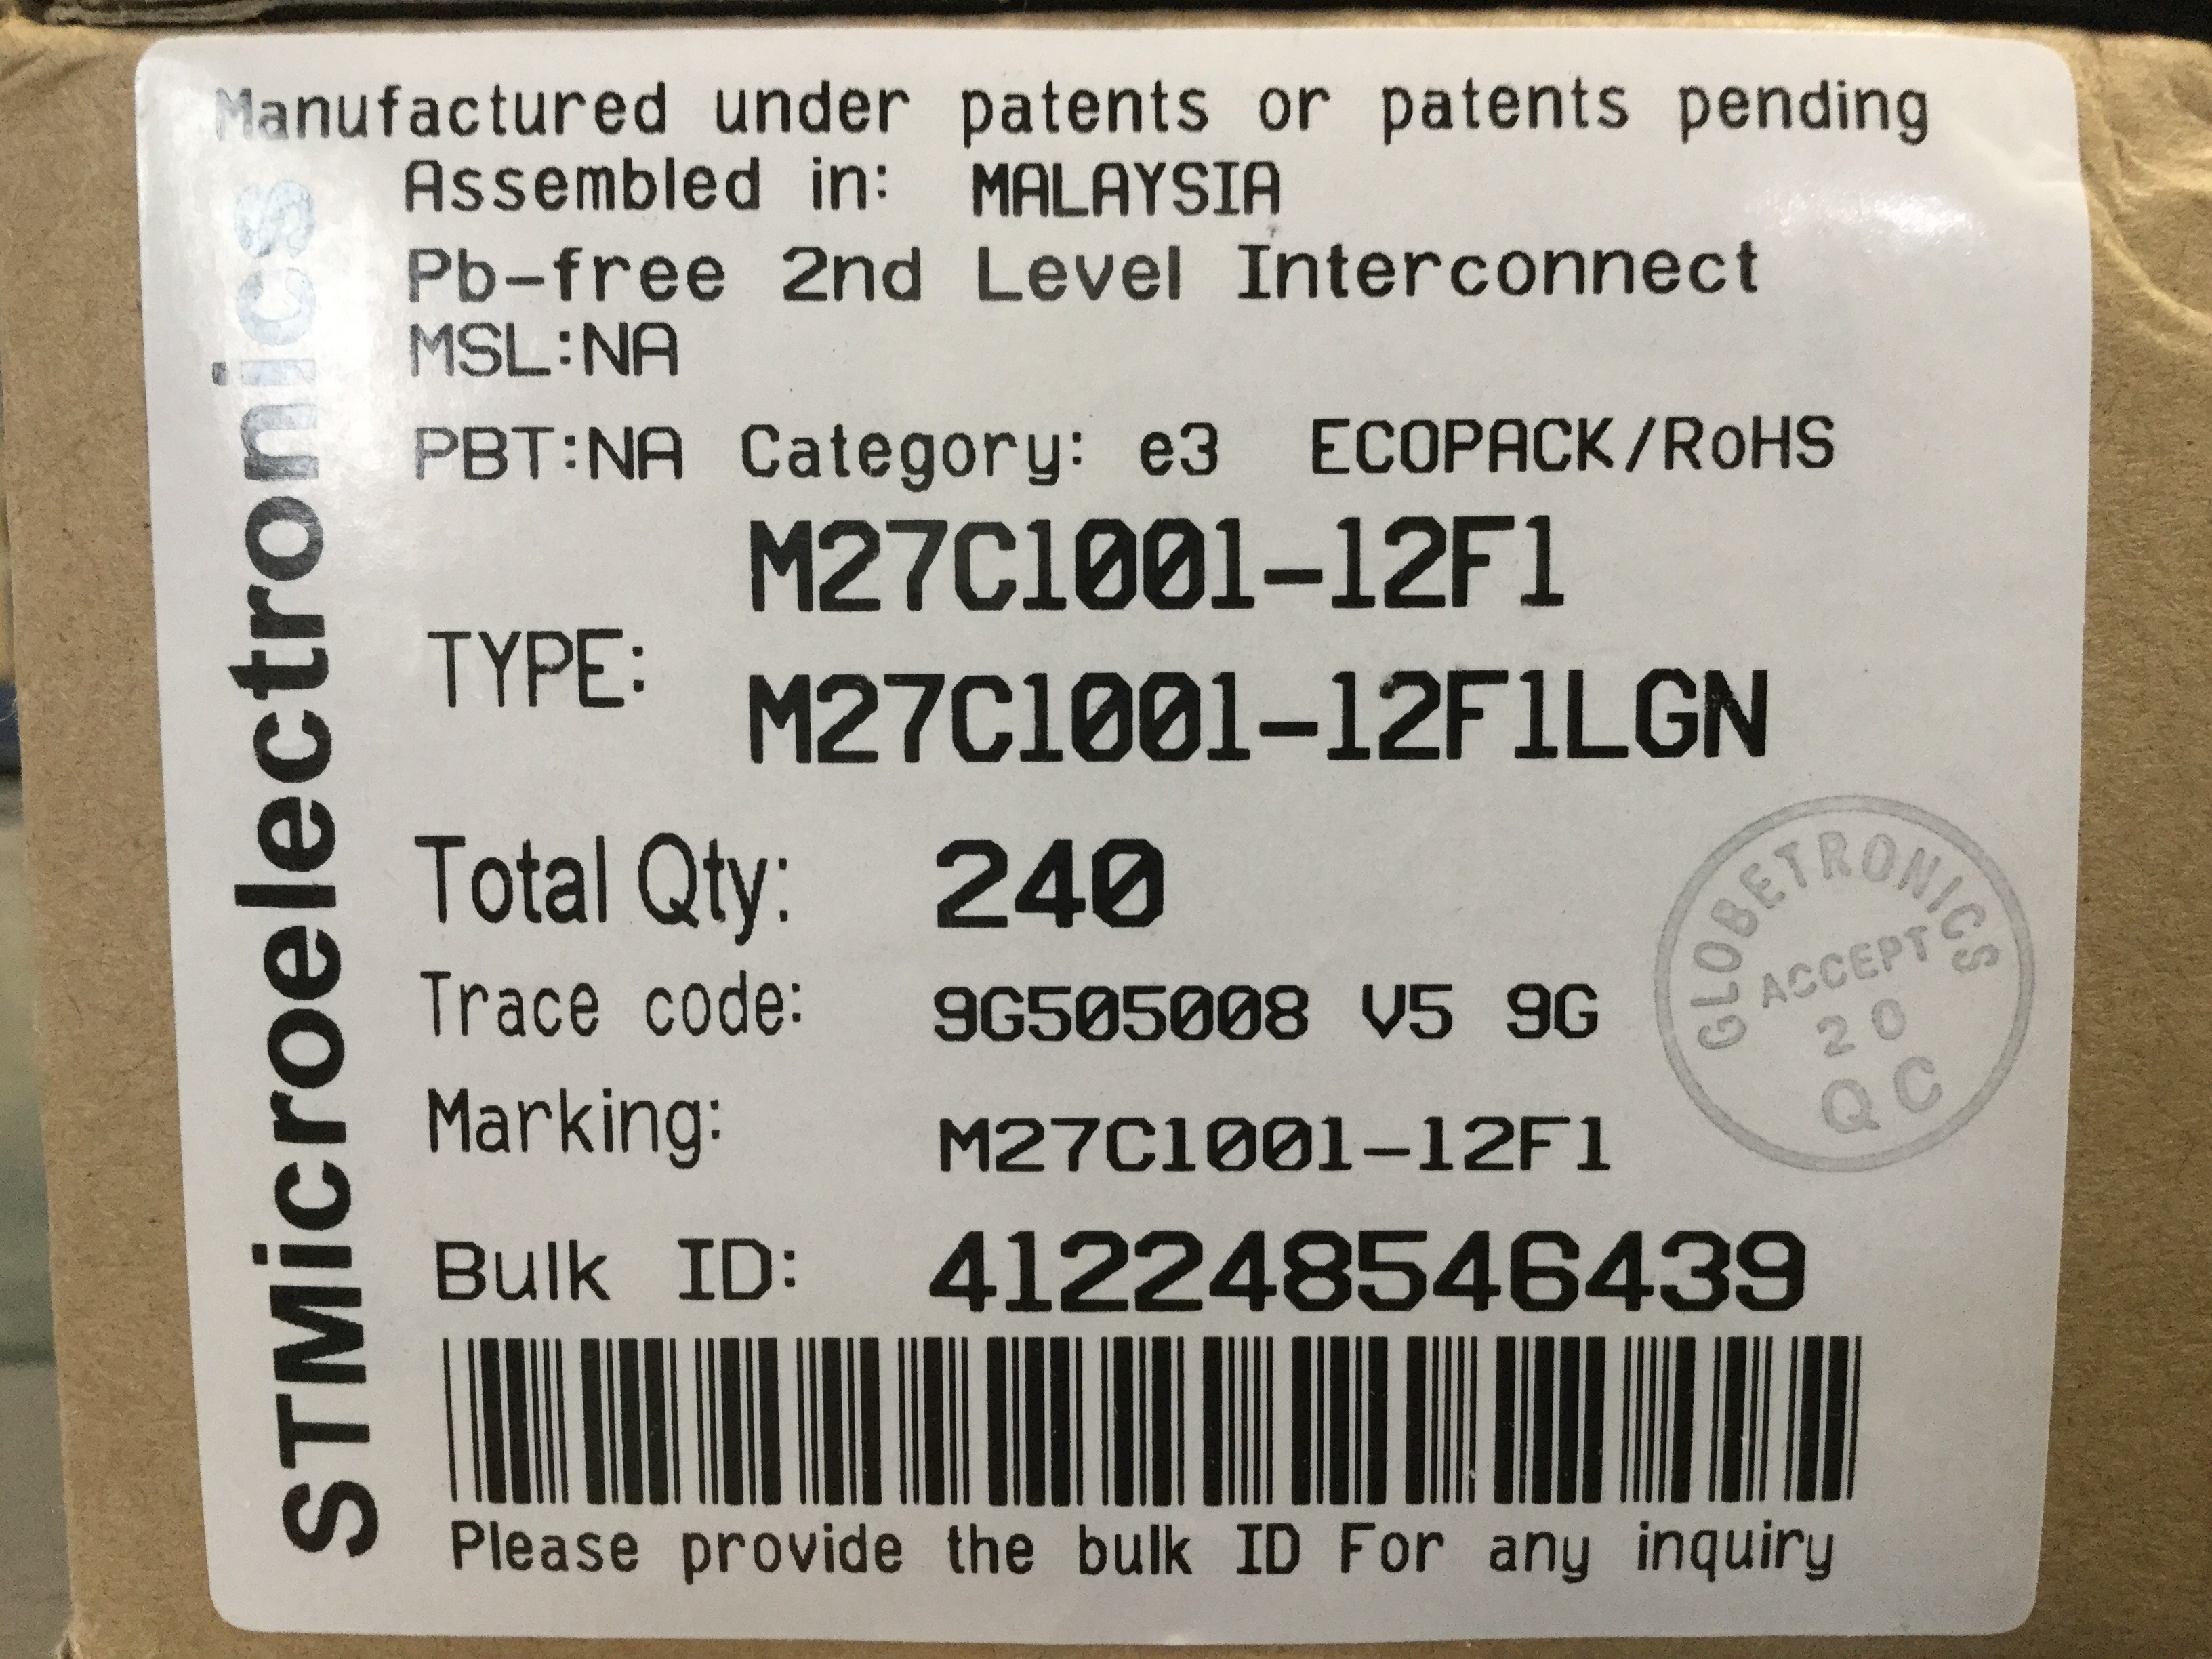 Manufactured under patents or patents pending
Assembled in: MALAYSIA
Pb-free 2nd Level Interconnect
MSL:NA
PBT:NA Category: e3 ECOPACK/RoHS
TYPE:
M27C1001-12F1
M27C1001-12F1LGN
Total Qty: 240
Trace code: 9G505008 V5 9G
Marking: M27C1001-12F1
Bulk ID: 412248546439
Please provide the bulk ID For any inquiry
STMicroelectronics
GLOBETRONICS
ACCEPT
20
QC